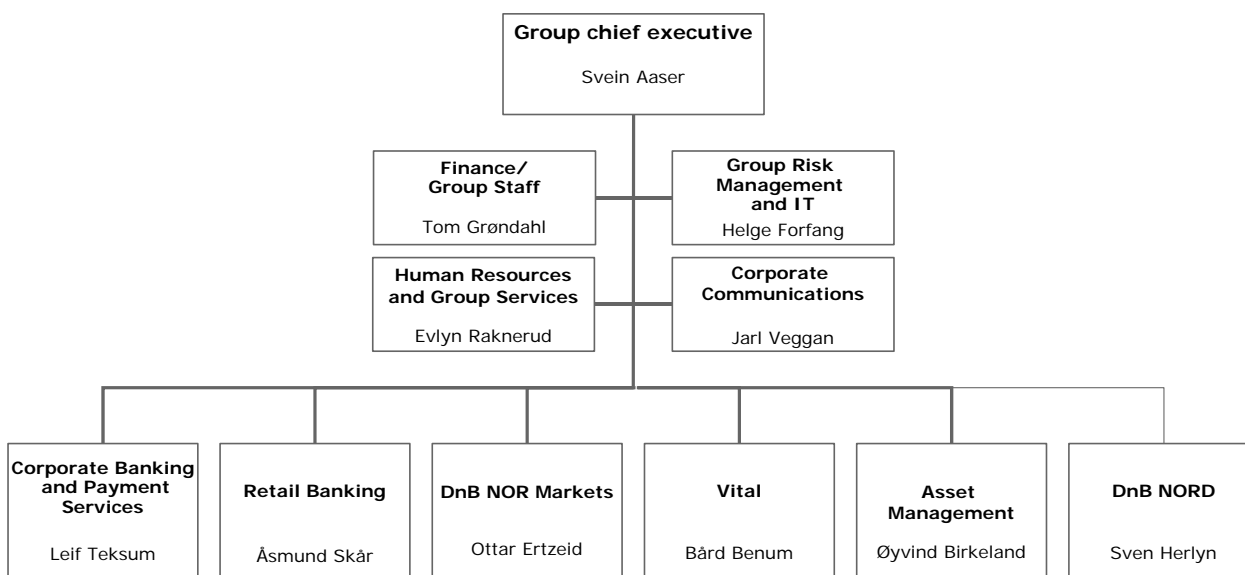 Group chief executive
Svein Aaser
Finance/
Group Staff
Tom Grøndahl
Group Risk
Management
and IT
Helge Forfang
Human Resources
and Group Services
Evlyn Raknerud
Corporate
Communications
Jarl Veggan
Corporate Banking
and Payment
Services
Leif Teksum
Retail Banking
Åsmund Skår
DnB NOR Markets
Ottar Ertzeid
Vital
Bård Benum
Asset
Management
Øyvind Birkeland
DnB NORD
Sven Herlyn